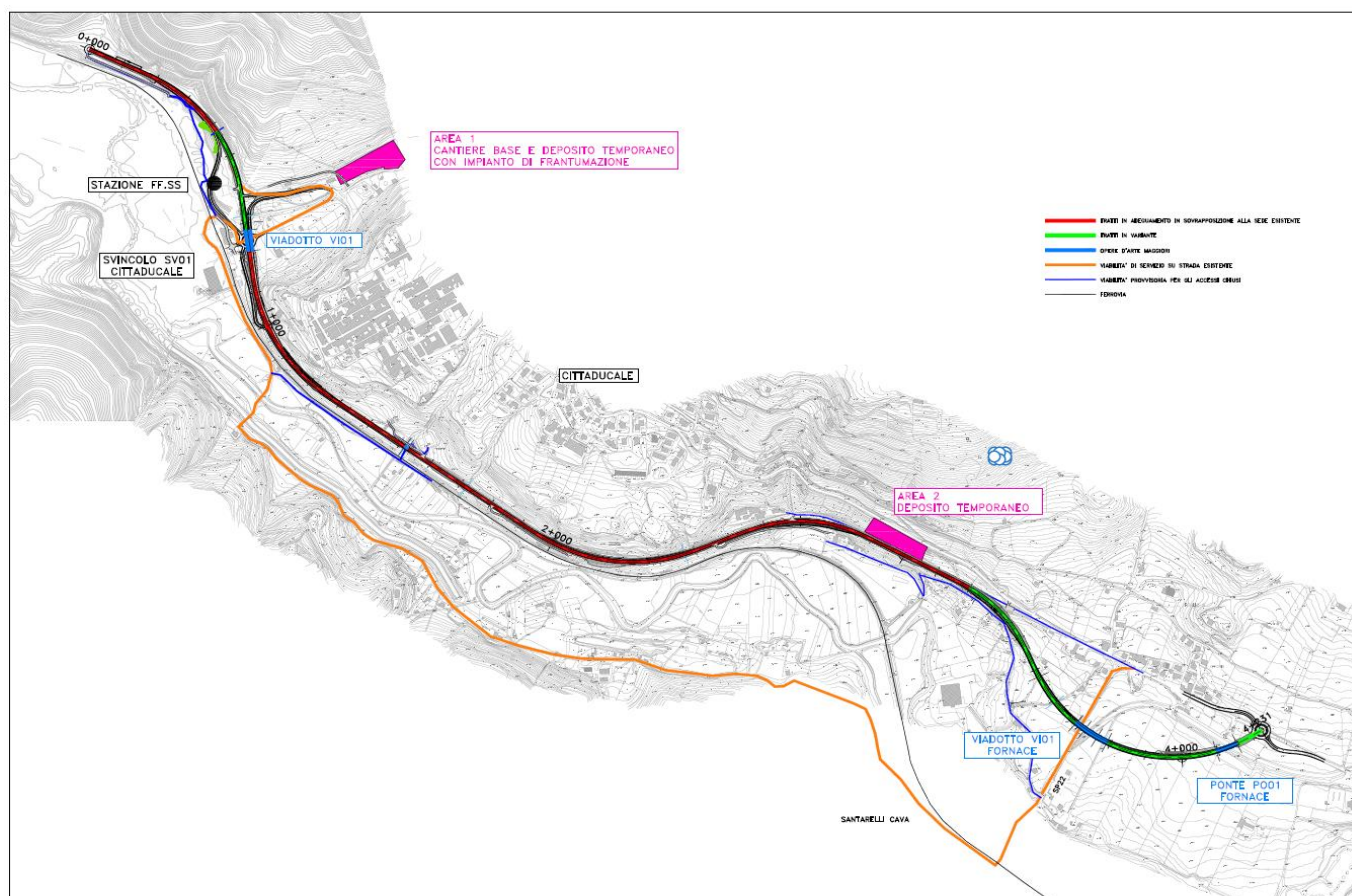 0+000
AREA 1
CANTIERE BASE E DEPOSITO TEMPORANEO
CON IMPIANTO DI FRANTUMAZIONE
STAZIONE FF.SS
VIADOTTO VI01
SVINCOLO SV01
CITTADUCALE
TRATTI IN ADEGUAMENTO IN SOVRAPPOSIZIONE ALLA SEDE ESISTENTE
TRATTI IN VARIANTE
OPERE D'ARTE MAGGIORI
VIABILITA' DI SERVIZIO SU STRADA ESISTENTE
VIABILITA' PROVVISORIA PER GLI ACCESSI CHIUSI
FERROVIA
1+000
CITTADUCALE
AREA 2
DEPOSITO TEMPORANEO
2+000
VIADOTTO VI01
FORNACE
4+000
SP22
PONTE PO01
FORNACE
SANTARELLI CAVA